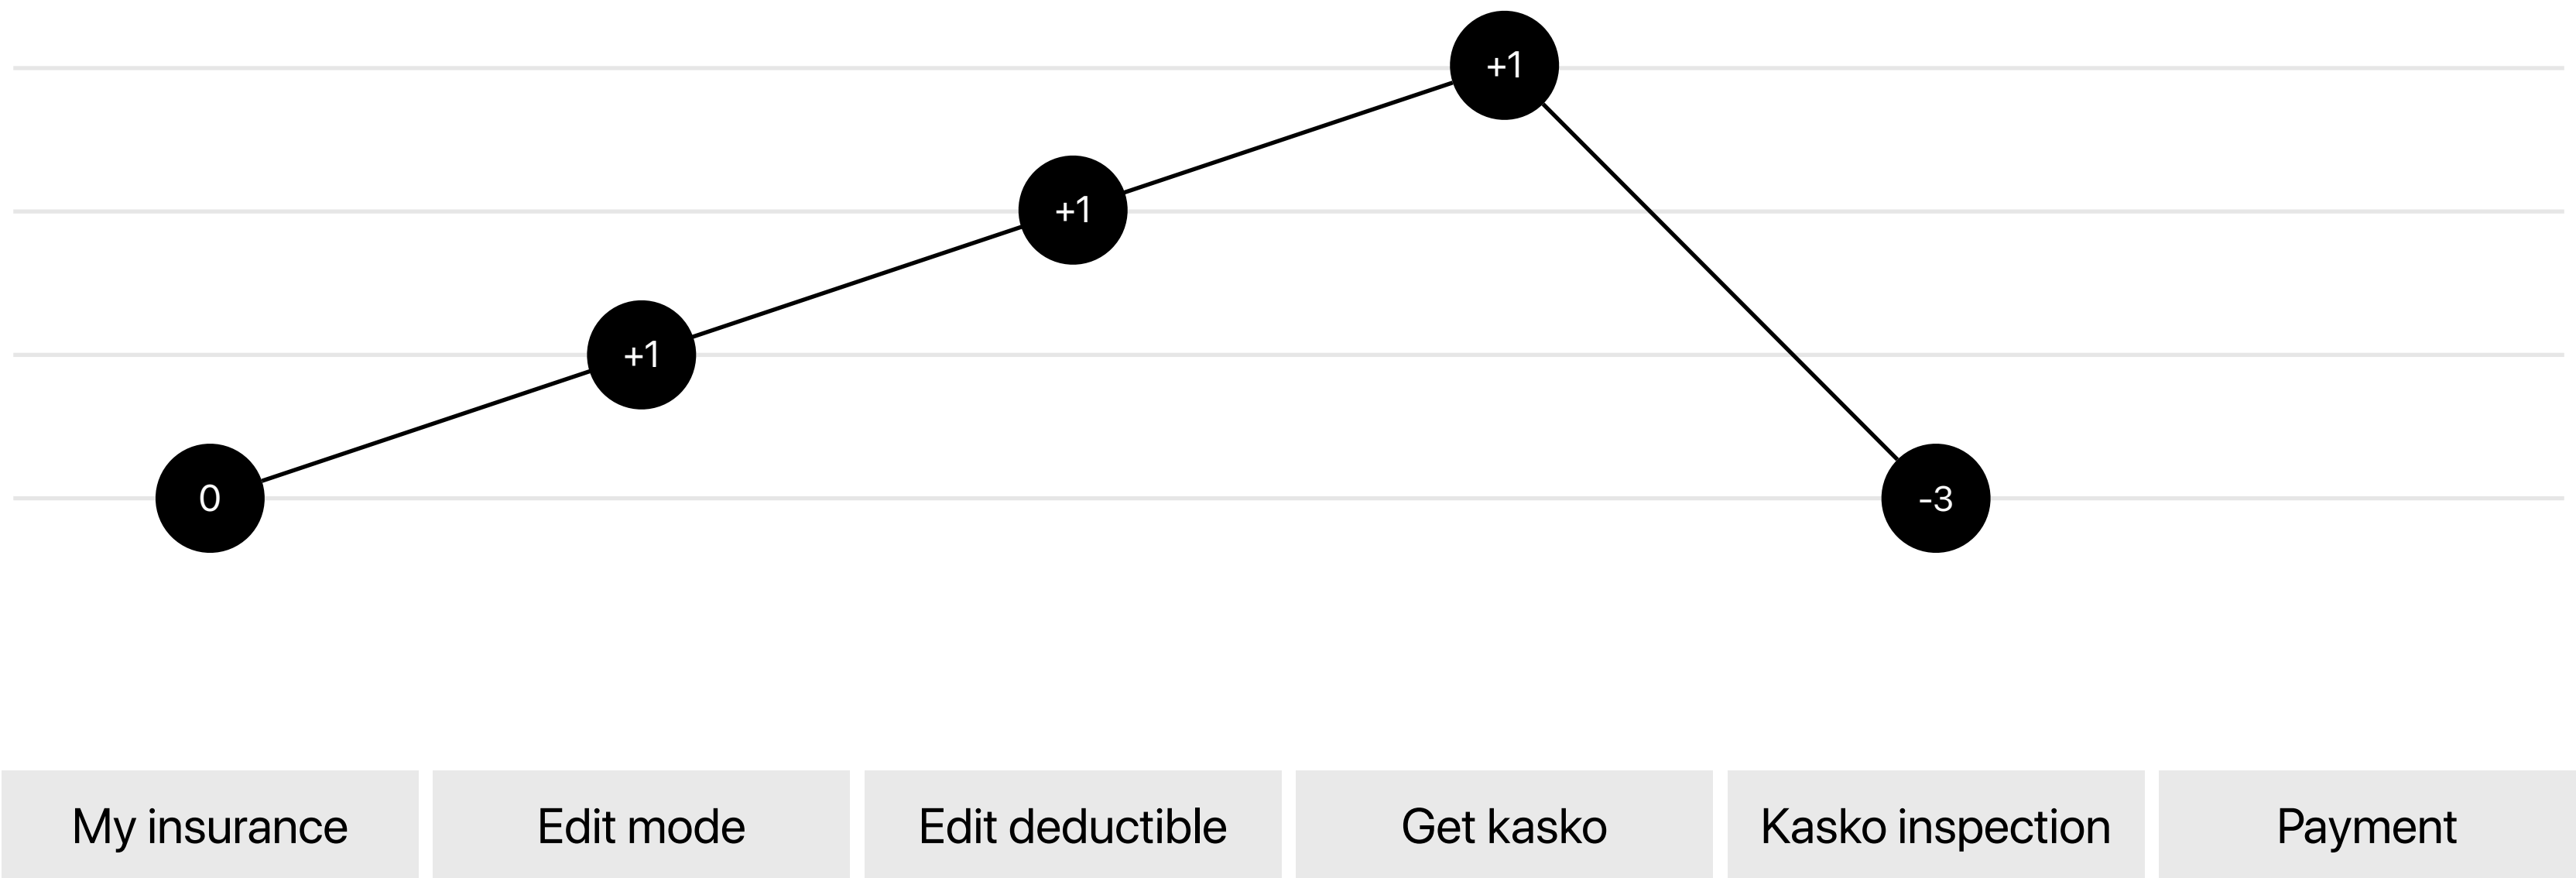 +1
+1
+1
0
-3
My insurance
Edit mode
Edit deductible
Get kasko
Kasko inspection
Payment